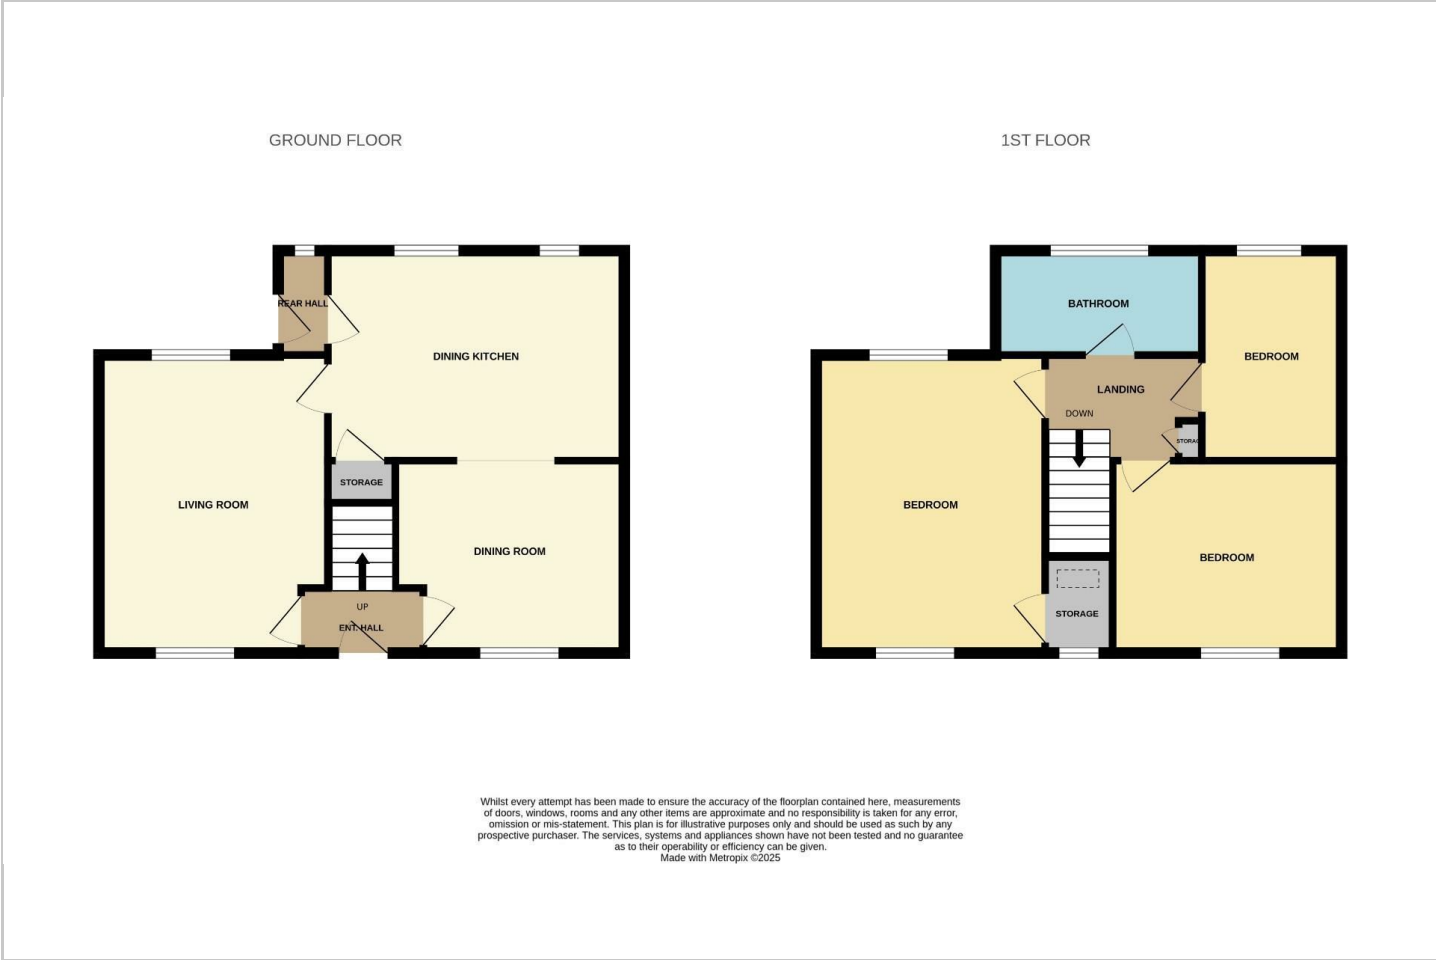 GROUND FLOOR
REAR HALL
DINING KITCHEN
STORAGE
LIVING ROOM
DINING ROOM
UP
ENT. HALL
1ST FLOOR
BATHROOM
BEDROOM
LANDING
DOWN
STORAG
BEDROOM
BEDROOM
STORAGE
Whilst every attempt has been made to ensure the accuracy of the floorplan contained here, measurements
of doors, windows, rooms and any other items are approximate and no responsibility is taken for any error,
omission or mis-statement. This plan is for illustrative purposes only and should be used as such by any
prospective purchaser. The services, systems and appliances shown have not been tested and no guarantee
as to their operability or efficiency can be given.
Made with Metropix ©2025